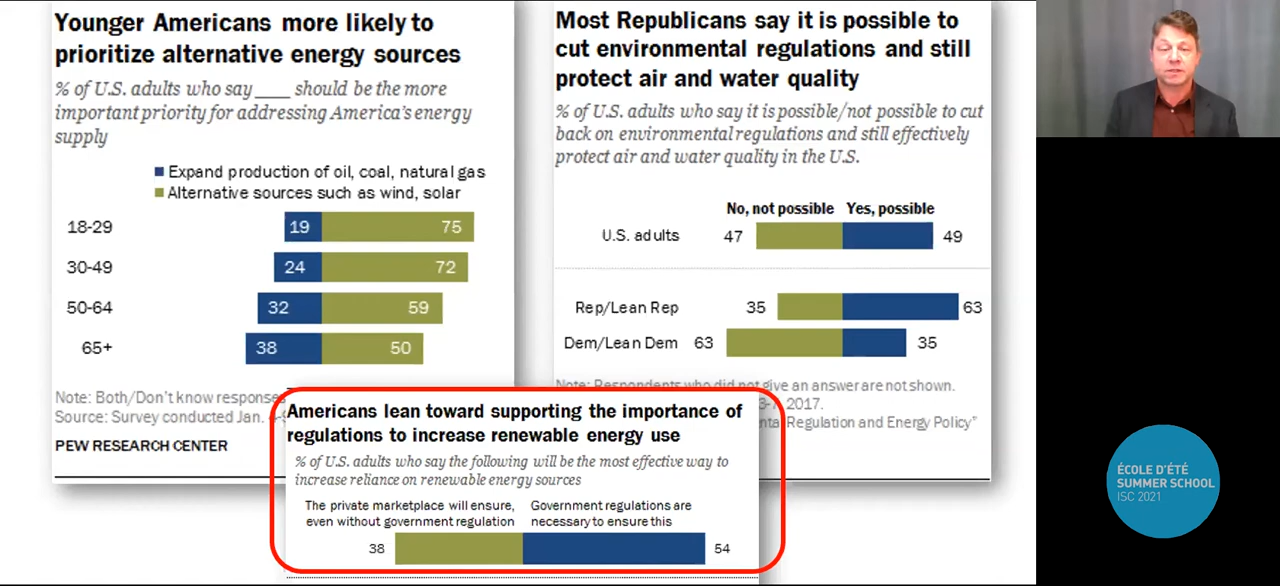 Younger Americans more likely to
prioritize alternative energy sources
% of U.S. adults who say ____ should be the more
important priority for addressing America's energy
supply
Expand production of oil, coal, natural gas
Alternative sources such as wind, solar
18-29 19 75
30-49 24 72
50-64 32 59
65+ 38 50
Note: Both/Don't know responses
Source: Survey conducted Jan.
PEW RESEARCH CENTER
Most Republicans say it is possible to
cut environmental regulations and still
protect air and water quality
% of U.S. adults who say it is possible/not possible to cut
back on environmental regulations and still effectively
protect air and water quality in the U.S.
No, not possible Yes, possible
U.S. adults 47 49
Rep/Lean Rep 35 63
Dem/Lean Dem 63 35
Note: Respondents who did not give an answer are not shown.
2017.
Regulation and Energy Policy”
Americans lean toward supporting the importance of
regulations to increase renewable energy use
% of U.S. adults who say the following will be the most effective way to
increase reliance on renewable energy sources
The private marketplace will ensure,
even without government regulation
Government regulations are
necessary to ensure this
38 54
ÉCOLE D'ÉTÉ
SUMMER SCHOOL
ISC 2021